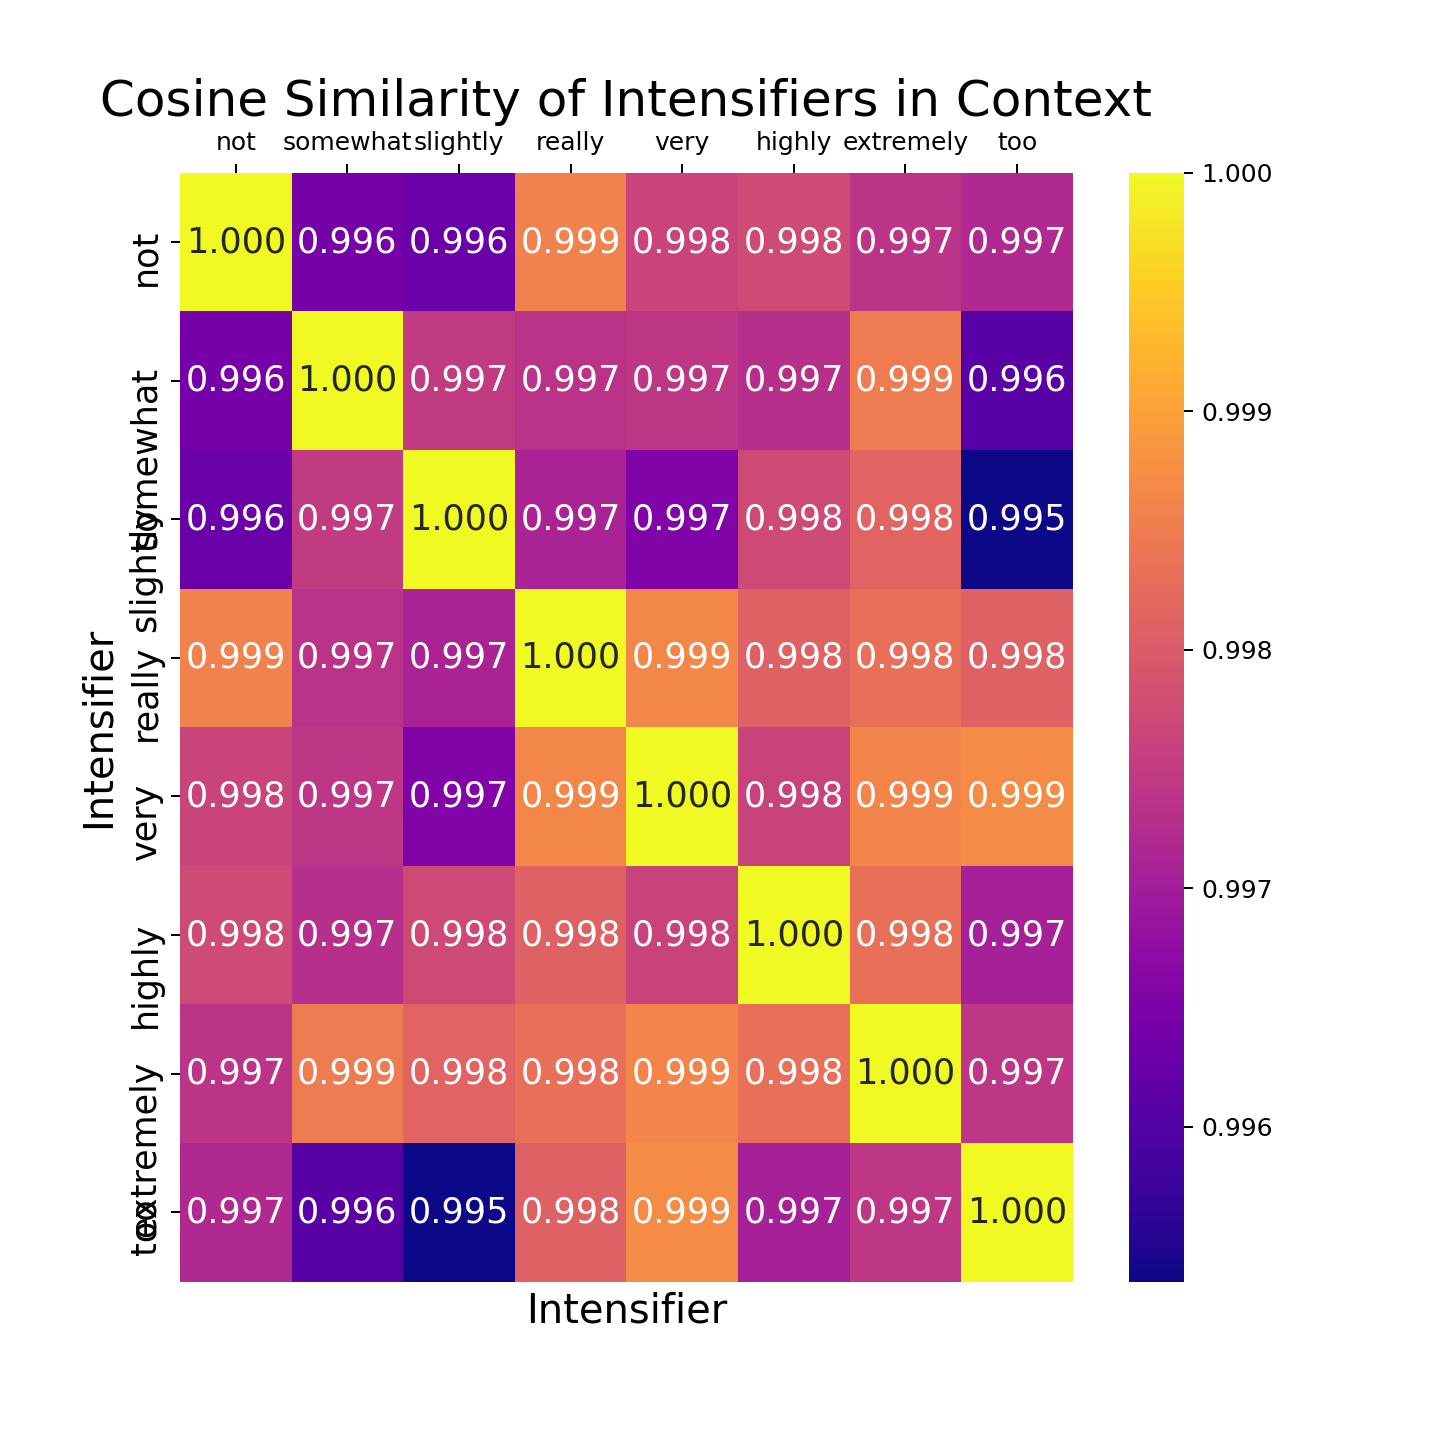 Cosine Similarity of Intensifiers in Context
not somewhat slightly really very highly extremely too
not 1.000 0.996 0.996 0.999 0.998 0.998 0.997 0.997
somewhat 0.996 1.000 0.997 0.997 0.997 0.997 0.999 0.996
slightly 0.996 0.997 1.000 0.997 0.997 0.998 0.998 0.995
really 0.999 0.997 0.997 1.000 0.999 0.998 0.998 0.998
very 0.998 0.997 0.997 0.999 1.000 0.998 0.999 0.999
highly 0.998 0.997 0.998 0.998 0.998 1.000 0.998 0.997
extremely 0.997 0.999 0.998 0.998 0.999 0.998 1.000 0.997
too 0.997 0.996 0.995 0.998 0.999 0.997 0.997 1.000
Intensifier
Intensifier
1.000
0.999
0.998
0.997
0.996